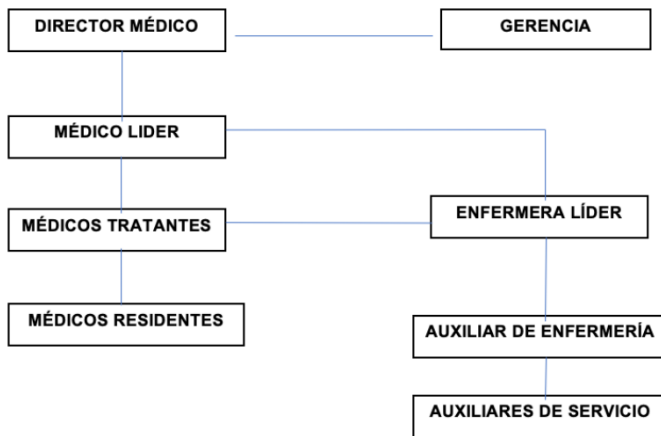 DIRECTOR MÉDICO
GERENCIA
MÉDICO LIDER
MÉDICOS TRATANTES
ENFERMERA LÍDER
MÉDICOS RESIDENTES
AUXILIAR DE ENFERMERÍA
AUXILIARES DE SERVICIO